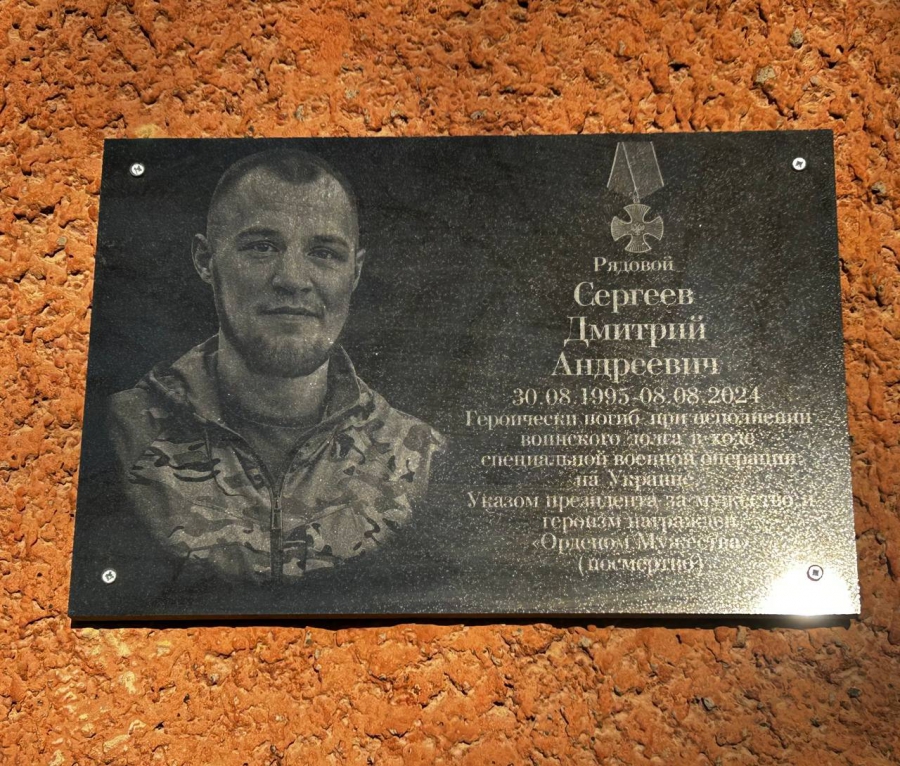 Рядовой
Сергеев
Дмитрий
Андреевич
30.08.1995-08.08.2024
Героически погиб при исполнении
воинского долга в ходе
специальной военной операции
на Украине
Указом президента за мужество и
героизм награжден
«Орденом Мужества»
(посмертно)